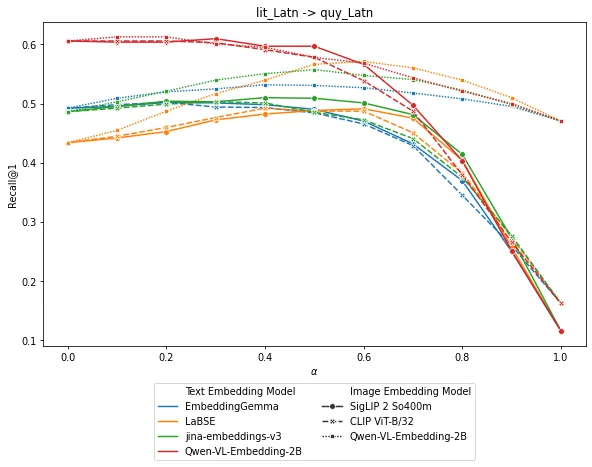 lit_Latn -> quy_Latn
0.6
0.5
0.4
0.3
0.2
0.1
Recall@1
0.0 0.2 0.4 0.6 0.8 1.0
α
Text Embedding Model
EmbeddingGemma
LaBSE
jina-embeddings-v3
Qwen-VL-Embedding-2B
Image Embedding Model
SigLIP 2 So400m
CLIP ViT-B/32
Qwen-VL-Embedding-2B